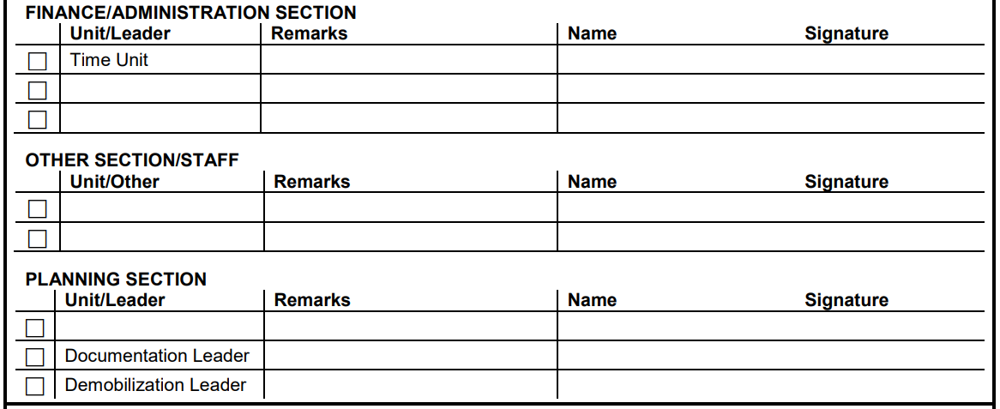 FINANCE/ADMINISTRATION SECTION
Unit/Leader Remarks Name Signature
Time Unit
OTHER SECTION/STAFF
Unit/Other Remarks Name Signature
PLANNING SECTION
Unit/Leader Remarks Name Signature
Documentation Leader
Demobilization Leader